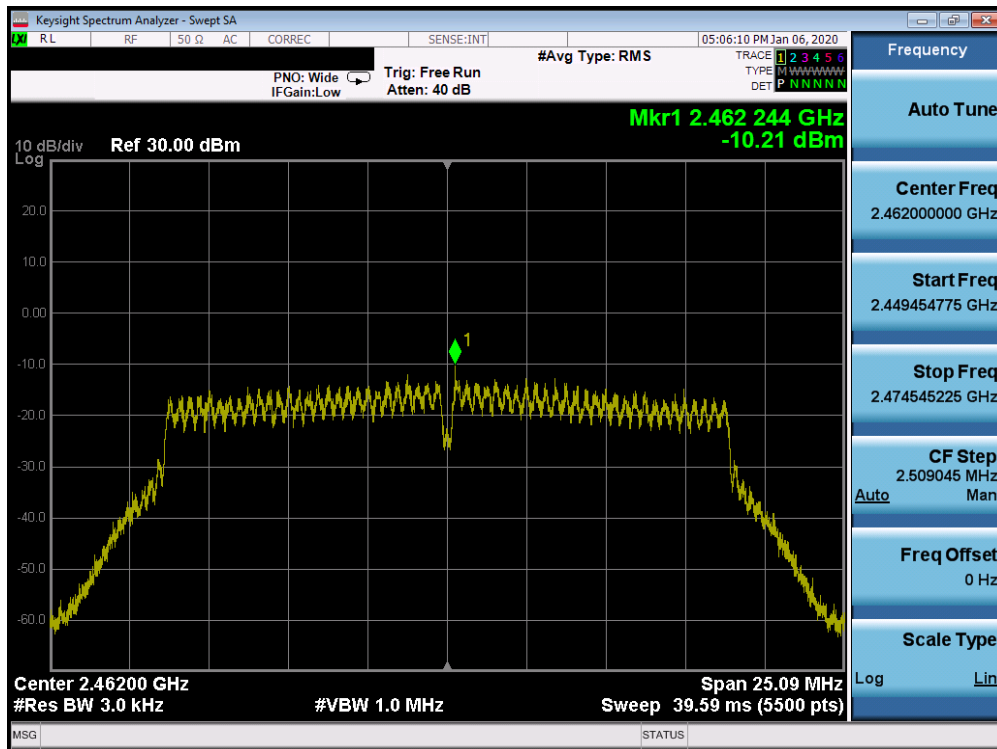 Keysight Spectrum Analyzer - Swept SA
LXI RL RF 50 Ω AC CORREC SENSE:INT 05:06:10 PM Jan 06, 2020
#Avg Type: RMS
TRACE 1 2 3 4 5 6
PNO: Wide Trig: Free Run
TYPE M WWWWW
IFGain:Low Atten: 40 dB
DET P N N N N N
Mkr1 2.462 244 GHz
-10.21 dBm
10 dB/div Ref 30.00 dBm
Log
20.0
10.0
0.00
1
-10.0
-20.0
-30.0
-40.0
-50.0
-60.0
Center 2.46200 GHz Span 25.09 MHz
#Res BW 3.0 kHz #VBW 1.0 MHz Sweep 39.59 ms (5500 pts)
MSG STATUS
Frequency
Auto Tune
Center Freq
2.462000000 GHz
Start Freq
2.449454775 GHz
Stop Freq
2.474545225 GHz
CF Step
2.509045 MHz
Auto Man
Freq Offset
0 Hz
Scale Type
Log Lin